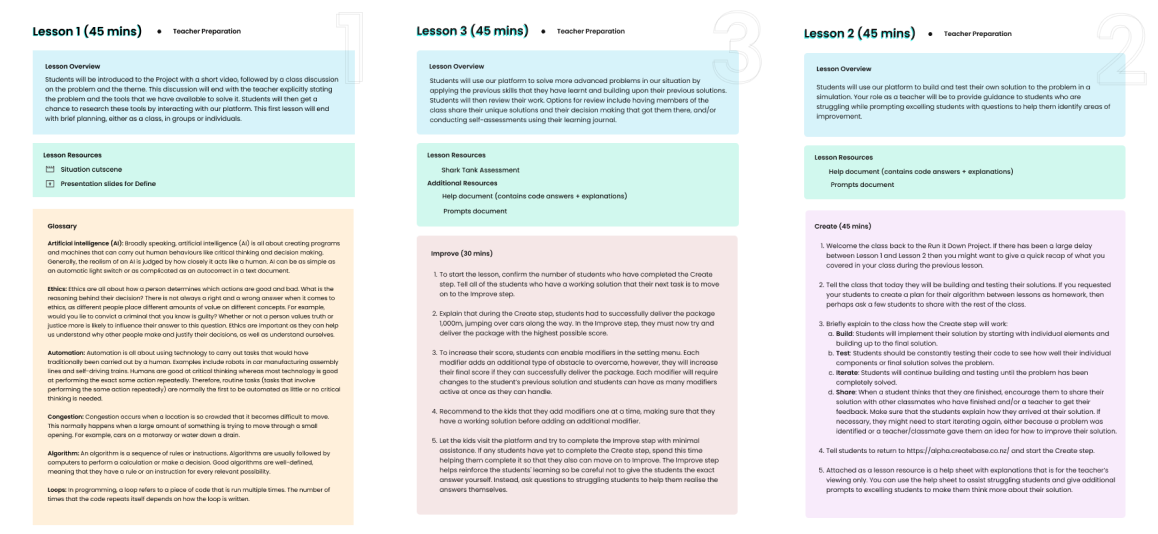 Lesson 1 (45 mins) • Teacher Preparation
1
Lesson Overview
Students will be introduced to the Project with a short video, followed by a class discussion
on the problem and the theme. This discussion will end with the teacher explicitly stating
the problem and the tools that we have available to solve it. Students will then get a
chance to research these tools by interacting with our platform. This first lesson will end
with brief planning, either as a class, in groups or individuals.
Lesson Resources
Situation cutscene
Presentation slides for Define
Glossary
Artificial intelligence (AI): Broadly speaking, artificial intelligence (AI) is all about creating programs
and machines that can carry out human behaviours like critical thinking and decision making.
Generally, the realism of an AI is judged by how closely it acts like a human. AI can be as simple as
an automatic light switch or as complicated as an autocorrect in a text document.
Ethics: Ethics are all about how a person determines which actions are good and bad. What is the
reasoning behind their decision? There is not always a right and a wrong answer when it comes to
ethics, as different people place different amounts of value on different concepts. For example,
would you lie to convict a criminal that you know is guilty? Whether or not a person values truth or
justice more is likely to influence their answer to this question. Ethics are important as they can help
us understand why other people make and justify their decisions, as well as understand ourselves.
Automation: Automation is all about using technology to carry out tasks that would have
traditionally been carried out by a human. Examples include robots in car manufacturing assembly
lines and self-driving trains. Humans are good at critical thinking whereas most technology is good
at performing the exact same action repeatedly. Therefore, routine tasks (tasks that involve
performing the same action repeatedly) are normally the first to be automated as little or no critical
thinking is needed.
Congestion: Congestion occurs when a location is so crowded that it becomes difficult to move.
This normally happens when a large amount of something is trying to move through a small
opening. For example, cars on a motorway or water down a drain.
Algorithm: An algorithm is a sequence of rules or instructions. Algorithms are usually followed by
computers to perform a calculation or make a decision. Good algorithms are well-defined,
meaning that they have a rule or an instruction for every relevant possibility.
Loops: In programming, a loop refers to a piece of code that is run multiple times. The number of
times that the code repeats itself depends on how the loop is written.
Lesson 3 (45 mins) • Teacher Preparation
3
Lesson Overview
Students will use our platform to solve more advanced problems in our situation by
applying the previous skills that they have learnt and building upon their previous solutions.
Students will then review their work. Options for review include having members of the
class share their unique solutions and their decision making that got them there, and/or
conducting self-assessments using their learning journal.
Lesson Resources
Shark Tank Assessment
Additional Resources
Help document (contains code answers + explanations)
Prompts document
Improve (30 mins)
1. To start the lesson, confirm the number of students who have completed the Create
step. Tell all of the students who have a working solution that their next task is to move
on to the Improve step.
2. Explain that during the Create step, students had to successfully deliver the package
1,000m, jumping over cars along the way. In the Improve step, they must now try and
deliver the package with the highest possible score.
3. To increase their score, students can enable modifiers in the setting menu. Each
modifier adds an additional type of obstacle to overcome, however, they will increase
their final score if they can successfully deliver the package. Each modifier will require
changes to the student's previous solution and students can have as many modifiers
active at once as they can handle.
4. Recommend to the kids that they add modifiers one at a time, making sure that they
have a working solution before adding an additional modifier.
5. Let the kids visit the platform and try to complete the Improve step with minimal
assistance. If any students have yet to complete the Create step, spend this time
helping them complete it so that they also can move on to Improve. The Improve step
helps reinforce the students' learning so be careful not to give the students the exact
answer yourself. Instead, ask questions to struggling students to help them realise the
answers themselves.
Lesson 2 (45 mins) • Teacher Preparation
2
Lesson Overview
Students will use our platform to build and test their own solution to the problem in a
simulation. Your role as a teacher will be to provide guidance to students who are
struggling while prompting excelling students with questions to help them identify areas of
improvement.
Lesson Resources
Help document (contains code answers + explanations)
Prompts document
Create (45 mins)
1. Welcome the class back to the Run it Down Project. If there has been a large delay
between Lesson 1 and Lesson 2 then you might want to give a quick recap of what you
covered in your class during the previous lesson.
2. Tell the class that today they will be building and testing their solutions. If you requested
your students to create a plan for their algorithm between lessons as homework, then
perhaps ask a few students to share with the rest of the class.
3. Briefly explain to the class how the Create step will work:
a. Build: Students will implement their solution by starting with individual elements and
building up to the final solution.
b. Test: Students should be constantly testing their code to see how well their individual
components or final solution solves the problem.
c. Iterate: Students will continue building and testing until the problem has been
completely solved.
d. Share: When a student thinks that they are finished, encourage them to share their
solution with other classmates who have finished and/or a teacher to get their
feedback. Make sure that the students explain how they arrived at their solution. If
necessary, they might need to start iterating again, either because a problem was
identified or a teacher/classmate gave them an idea for how to improve their solution.
4. Tell students to return to https://alpha.createbase.co.nz/ and start the Create step.
5. Attached as a lesson resource is a help sheet with explanations that is for the teacher's
viewing only. You can use the help sheet to assist struggling students and give additional
prompts to excelling students to make them think more about their solution.